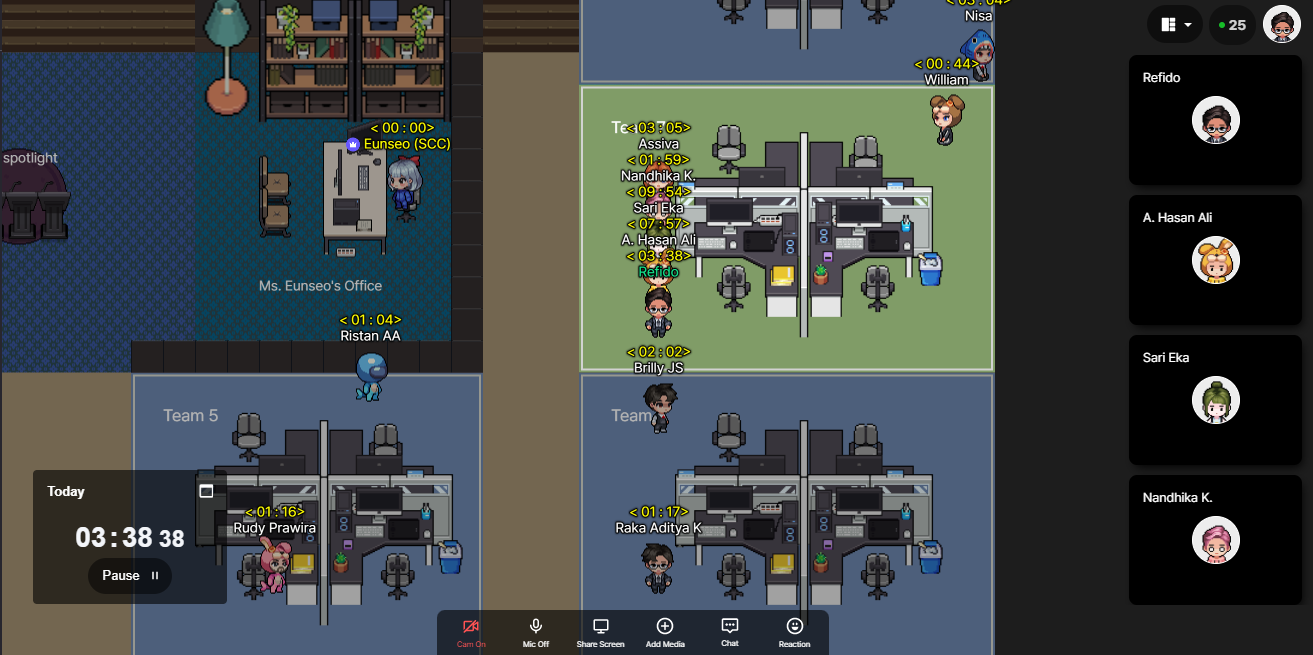 < 03 : 04>
Nisa
< 00 : 44>
William
25
Refido
A. Hasan Ali
Sari Eka
Nandhika K.
spotlight
< 00 : 00>
Eunseo (SCC)
Ms. Eunseo's Office
< 01 : 04>
Ristan AA
< 03 : 05>
Assiva
< 01 : 59>
Nandhika K.
< 09 : 54>
Sari Eka
< 07 : 57>
A. Hasan Ali
< 03 : 38>
Refido
< 02 : 02>
Brilly JS
Team 5
Team
< 01 : 16>
Rudy Prawira
< 01 : 17>
Raka Aditya K
Today
03 : 38 38
Pause
Cam On
Mic Off
Share Screen
Add Media
Chat
Reaction